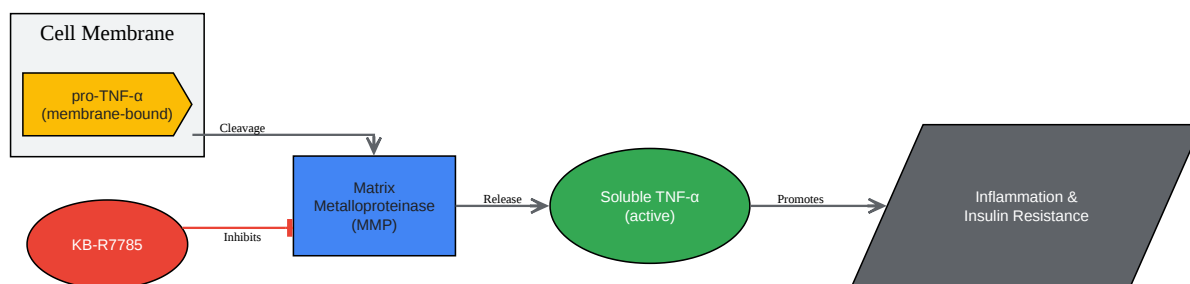 Cell Membrane
pro-TNF-α
(membrane-bound)
Cleavage
Matrix
Metalloproteinase
(MMP)
KB-R7785
Inhibits
Release
Soluble TNF-α
(active)
Promotes
Inflammation &
Insulin Resistance